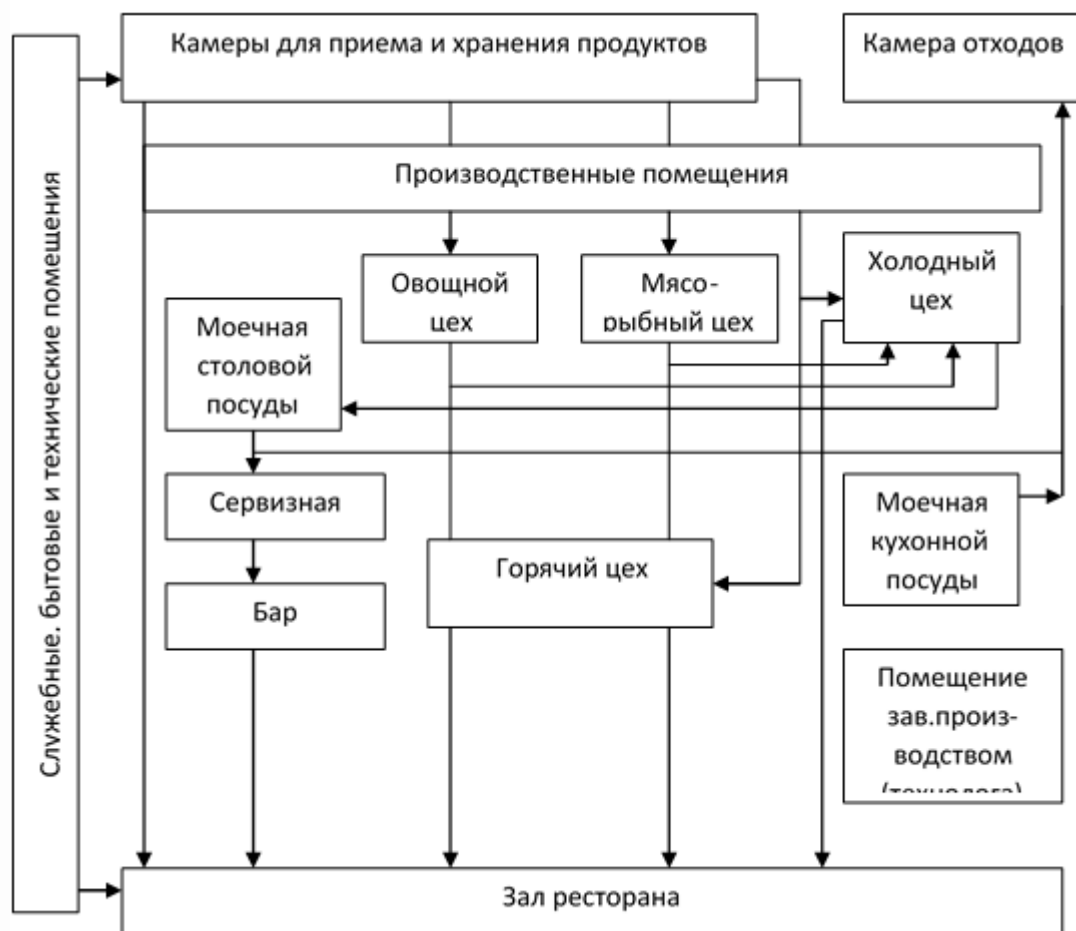 Камеры для приема и хранения продуктов
Камера отходов
Служебные. бытовые и технические помещения
Производственные помещения
Овощной
цех
Мясо-
рыбный цех
Холодный
цех
Моечная
столовой
посуды
Сервизная
Моечная
кухонной
посуды
Горячий цех
Бар
Помещение
зав.произ-
водством
(технолога)
Зал ресторана